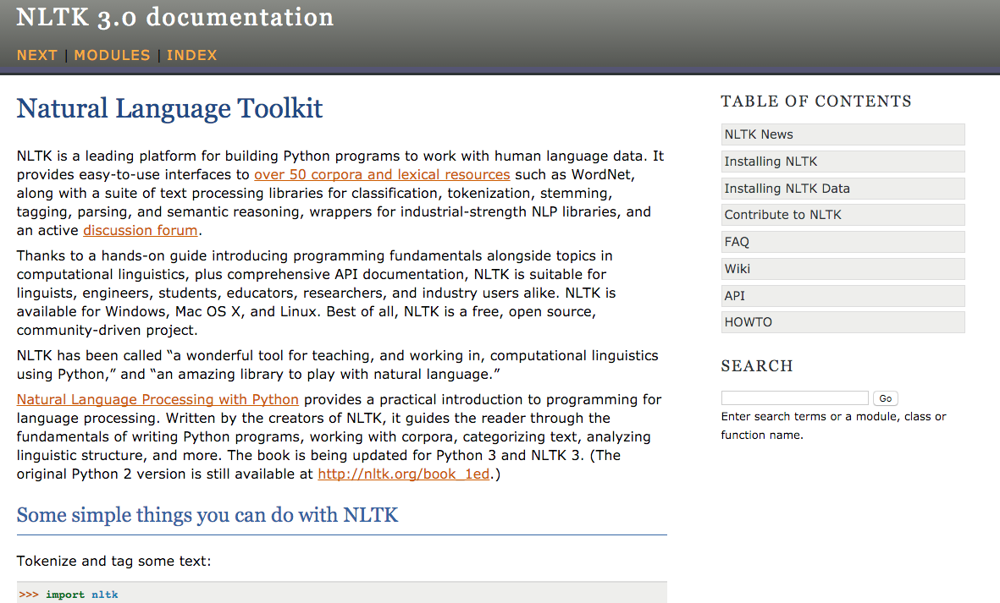 NLTK 3.0 documentation
NEXT | MODULES | INDEX
Natural Language Toolkit
NLTK is a leading platform for building Python programs to work with human language data. It
provides easy-to-use interfaces to over 50 corpora and lexical resources such as WordNet,
along with a suite of text processing libraries for classification, tokenization, stemming,
tagging, parsing, and semantic reasoning, wrappers for industrial-strength NLP libraries, and
an active discussion forum.
Thanks to a hands-on guide introducing programming fundamentals alongside topics in
computational linguistics, plus comprehensive API documentation, NLTK is suitable for
linguists, engineers, students, educators, researchers, and industry users alike. NLTK is
available for Windows, Mac OS X, and Linux. Best of all, NLTK is a free, open source,
community-driven project.
NLTK has been called “a wonderful tool for teaching, and working in, computational linguistics
using Python,” and “an amazing library to play with natural language.”
Natural Language Processing with Python provides a practical introduction to programming for
language processing. Written by the creators of NLTK, it guides the reader through the
fundamentals of writing Python programs, working with corpora, categorizing text, analyzing
linguistic structure, and more. The book is being updated for Python 3 and NLTK 3. (The
original Python 2 version is still available at http://nltk.org/book_1ed.)
Some simple things you can do with NLTK
Tokenize and tag some text:
>>> import nltk
TABLE OF CONTENTS
NLTK News
Installing NLTK
Installing NLTK Data
Contribute to NLTK
FAQ
Wiki
API
HOWTO
SEARCH
Go
Enter search terms or a module, class or
function name.